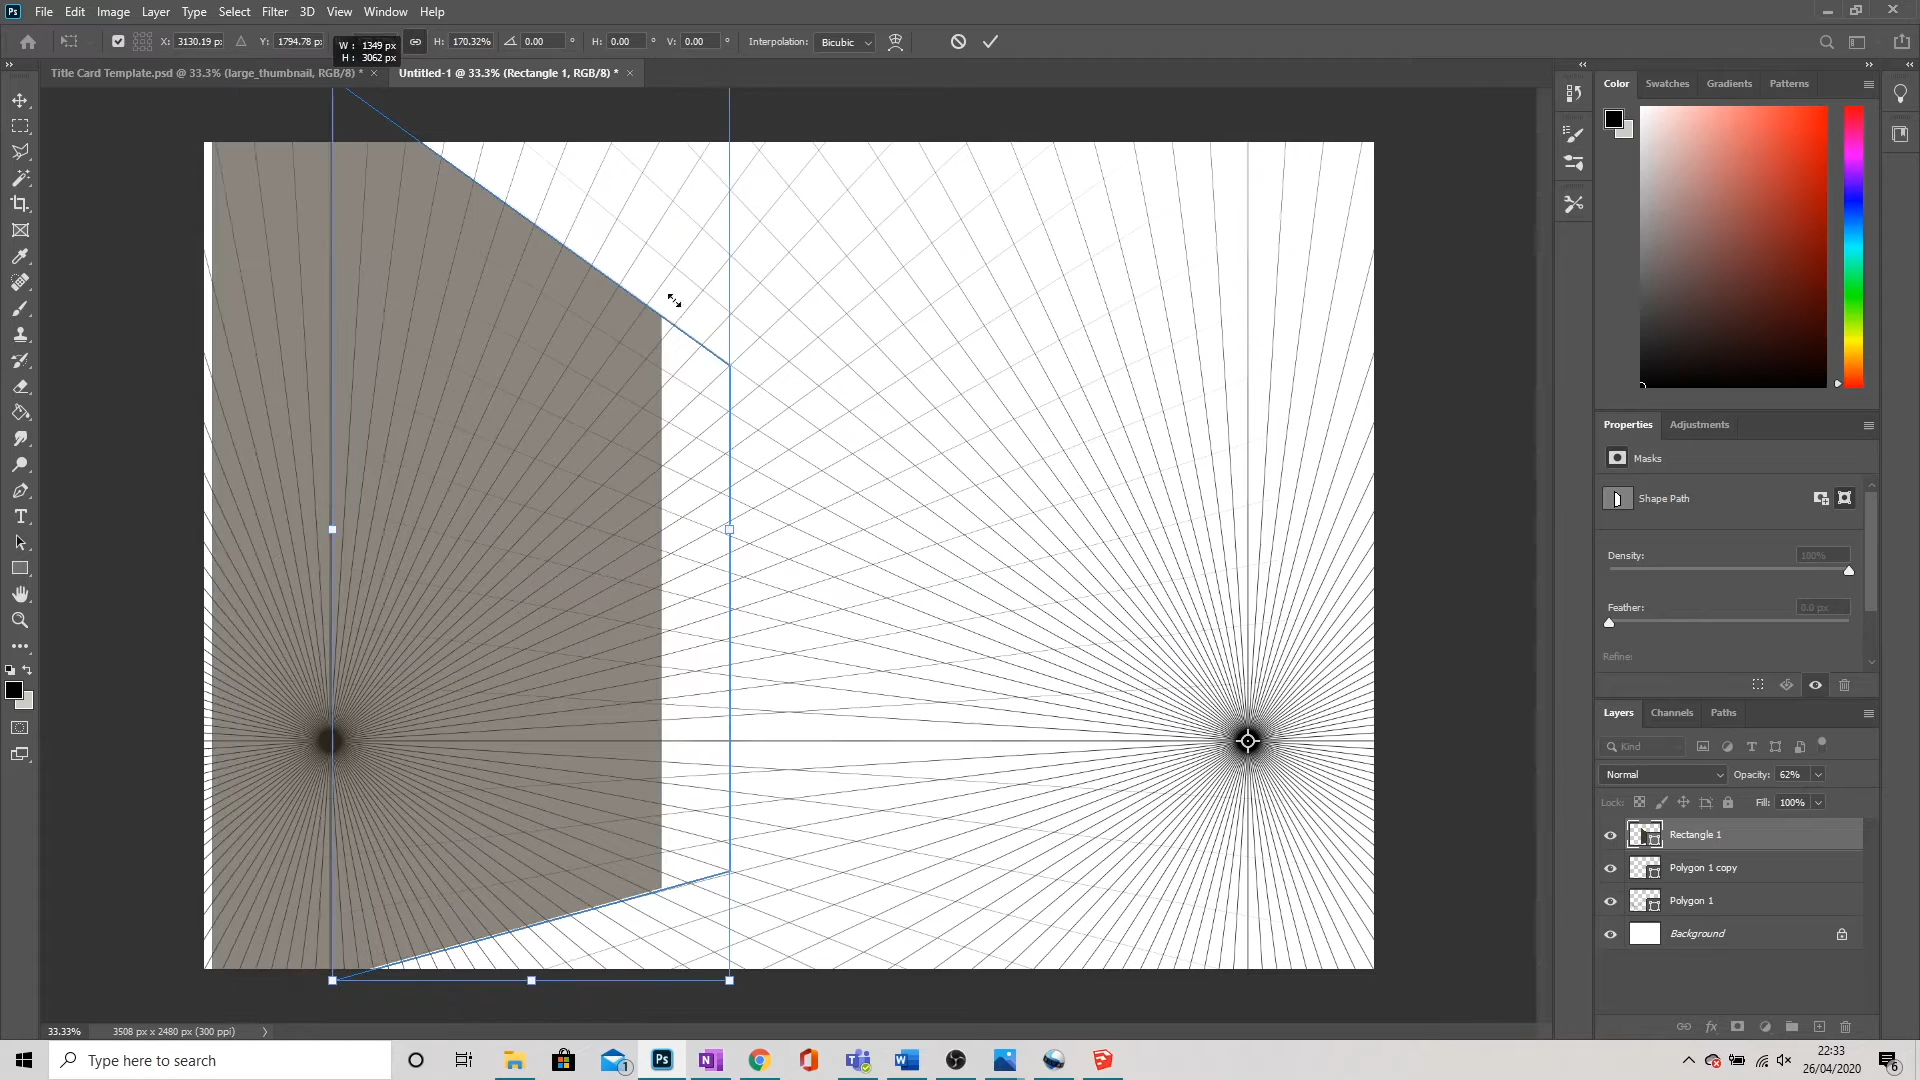 Ps File Edit Image Layer Type Select Filter 3D View Window Help
X: 3130.19 p: Y: 1794.78 p: H: 170.32% 0.00 ° H: 0.00 ° V: 0.00 ° Interpolation: Bicubic
W : 1349 px
H : 3062 px
Title Card Template.psd @ 33.3% (large_thumbnail, RGB/8) * × Untitled-1 @ 33.3% (Rectangle 1, RGB/8) * ×
Color Swatches Gradients Patterns
Properties Adjustments
Masks
Shape Path
Density: 100%
Feather: 0.0 px
Refine:
Layers Channels Paths
Kind
Normal Opacity: 62%
Lock: Fill: 100%
Rectangle 1
Polygon 1 copy
Polygon 1
Background
33.33% 3508 px x 2480 px (300 ppi)
Type here to search
1
Ps
N
W
22:33
26/04/2020
6